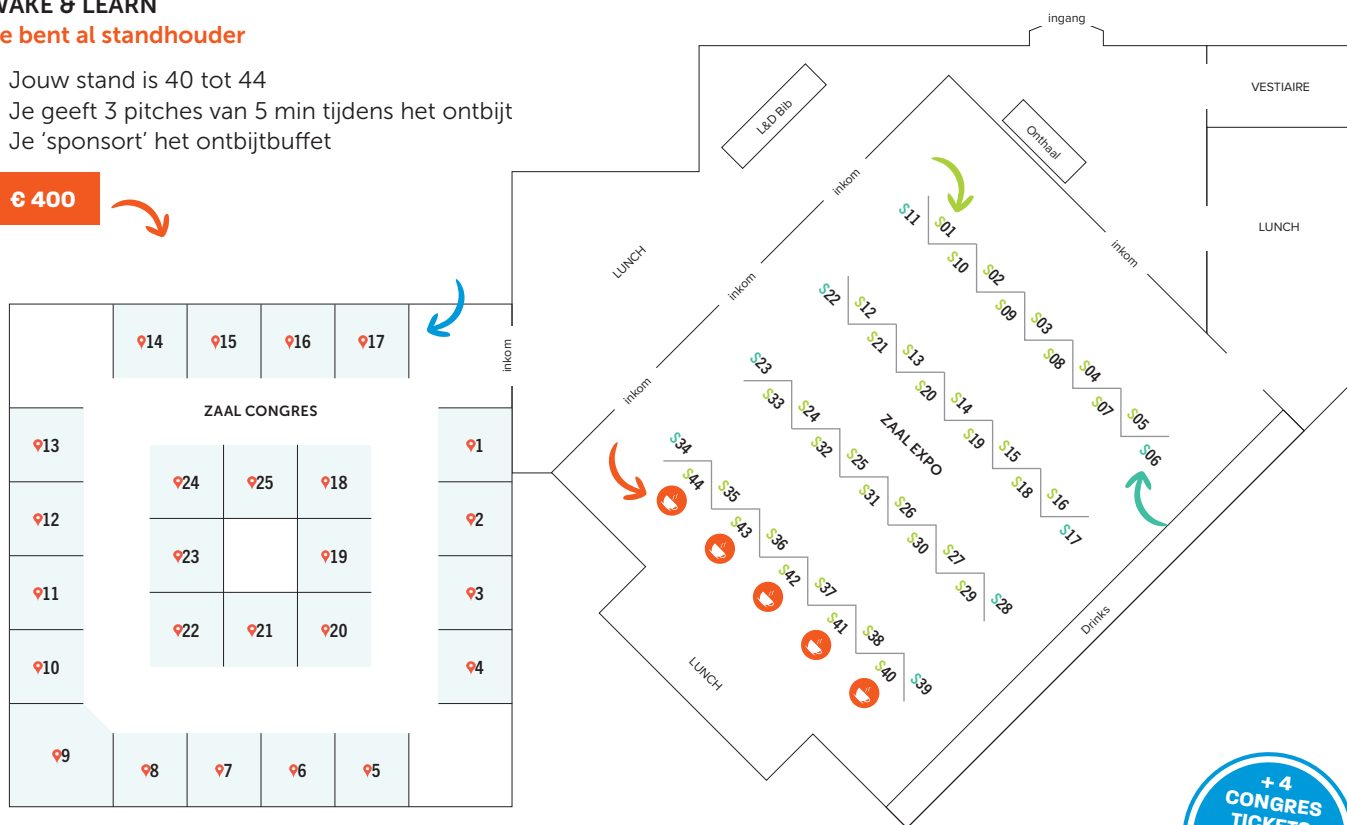 WAKE & LEARN
Je bent al standhouder
Jouw stand is 40 tot 44
Je geeft 3 pitches van 5 min tijdens het ontbijt
Je ‘sponsort’ het ontbijtbuffet
€ 400
ingang
VESTIAIRE
L&D Bib
Onthaal
inkom
inkom
LUNCH
LUNCH
inkom
inkom
inkom
S11
S01
S10
S02
S09
S03
S08
S04
S07
S05
S06
S22
S12
S21
S13
S20
S14
S19
S15
S18
S16
S17
ZAAL EXPO
S23
S33
S24
S32
S25
S31
S26
S30
S27
S29
S28
S34
S44
S35
S43
S36
S42
S37
S41
S38
S40
S39
Drinks
LUNCH
14
15
16
17
ZAAL CONGRES
13
1
24
25
18
12
2
23
19
11
3
22
21
20
10
4
9
8
7
6
5
+ 4
CONGRES
TICKETS